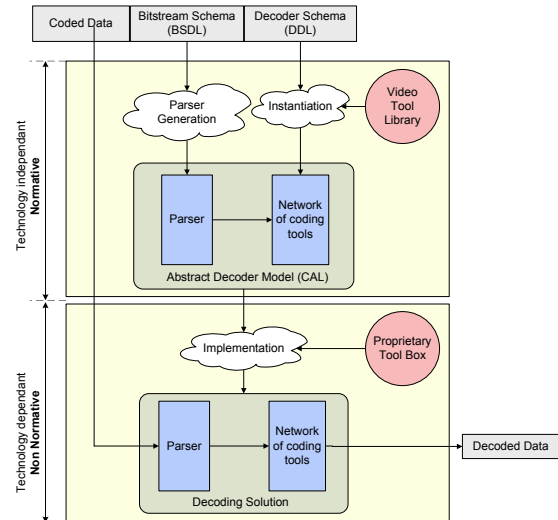 Coded Data
Bitstream Schema
(BSDL)
Decoder Schema
(DDL)
Technology independant
Normative
Parser
Generation
Instantiation
Video
Tool
Library
Parser
Network
of coding
tools
Abstract Decoder Model (CAL)
Technology dependant
Non Normative
Implementation
Proprietary
Tool Box
Parser
Network
of coding
tools
Decoding Solution
Decoded Data